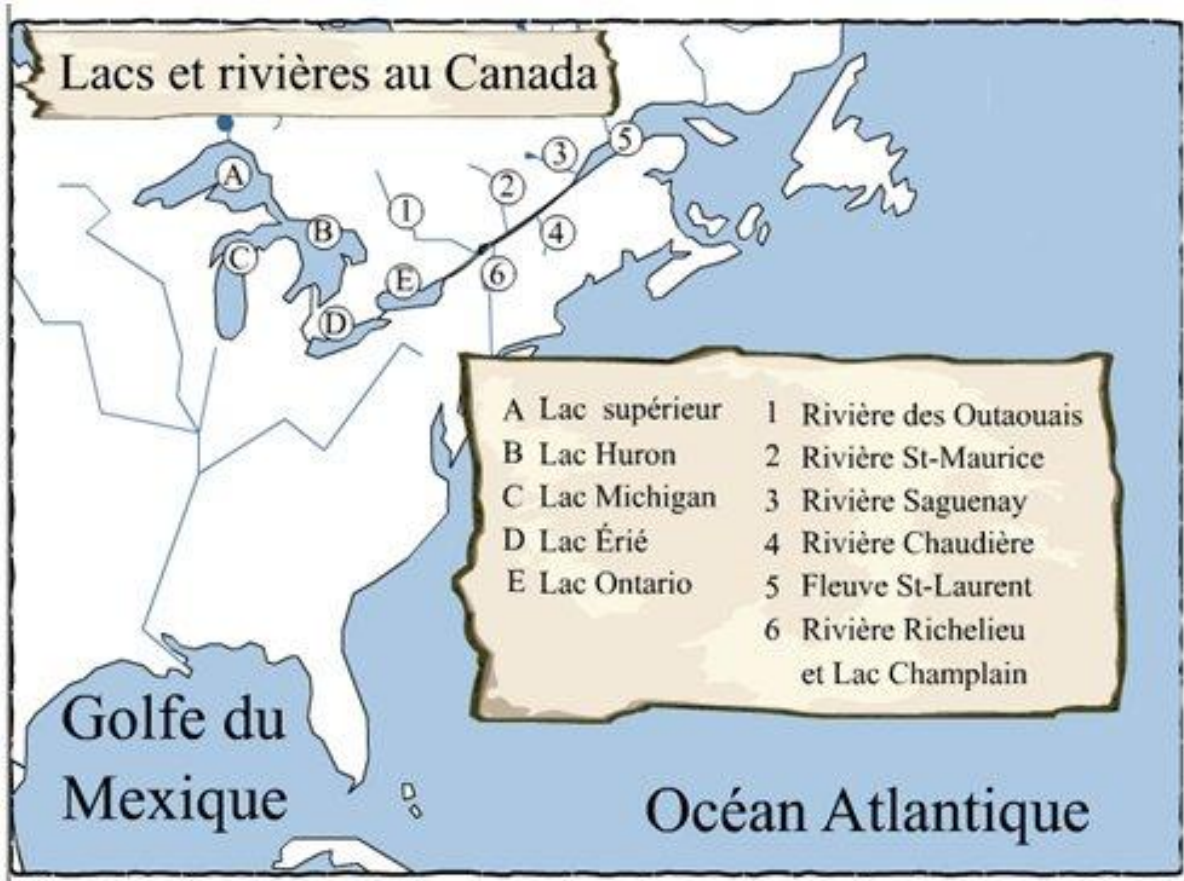 Lacs et rivières au Canada
A
B
C
D
E
1
2
3
4
5
6
A Lac supérieur
B Lac Huron
C Lac Michigan
D Lac Érié
E Lac Ontario
1 Rivière des Outaouais
2 Rivière St-Maurice
3 Rivière Saguenay
4 Rivière Chaudière
5 Fleuve St-Laurent
6 Rivière Richelieu
et Lac Champlain
Golfe du
Mexique
Océan Atlantique